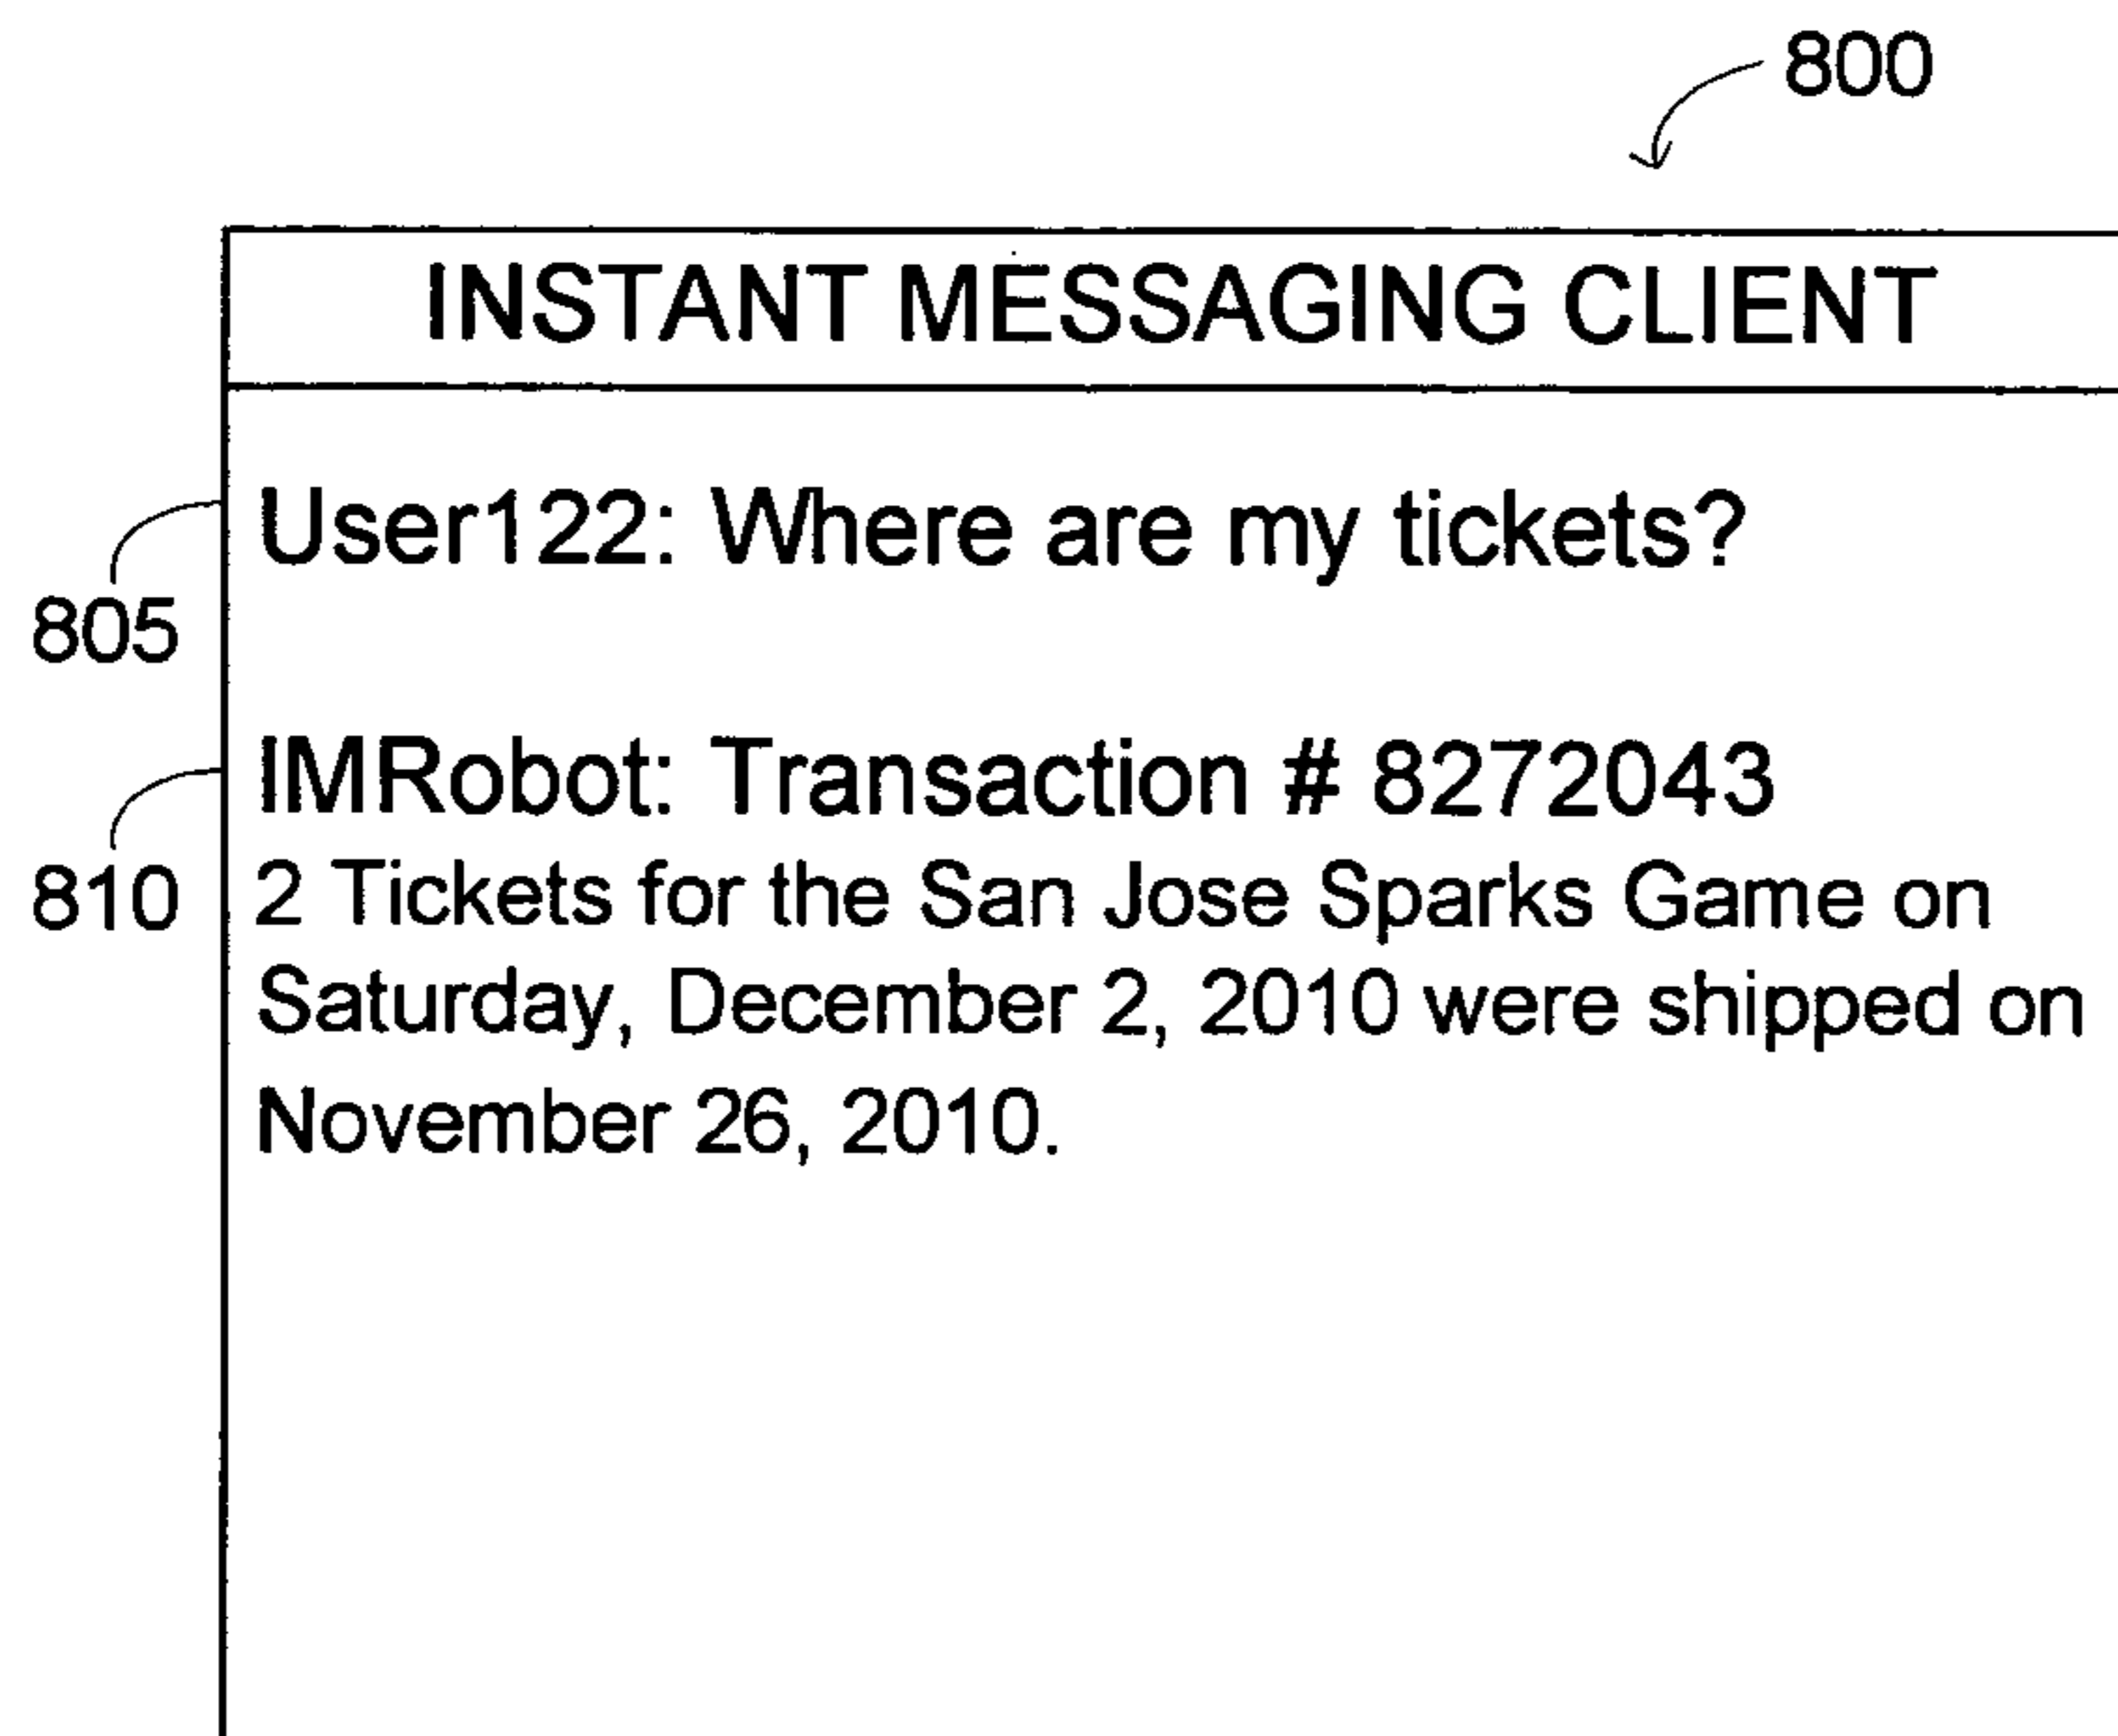 800
INSTANT MESSAGING CLIENT
User122: Where are my tickets?
805
IMRobot: Transaction # 8272043
810
2 Tickets for the San Jose Sparks Game on
Saturday, December 2, 2010 were shipped on
November 26, 2010.